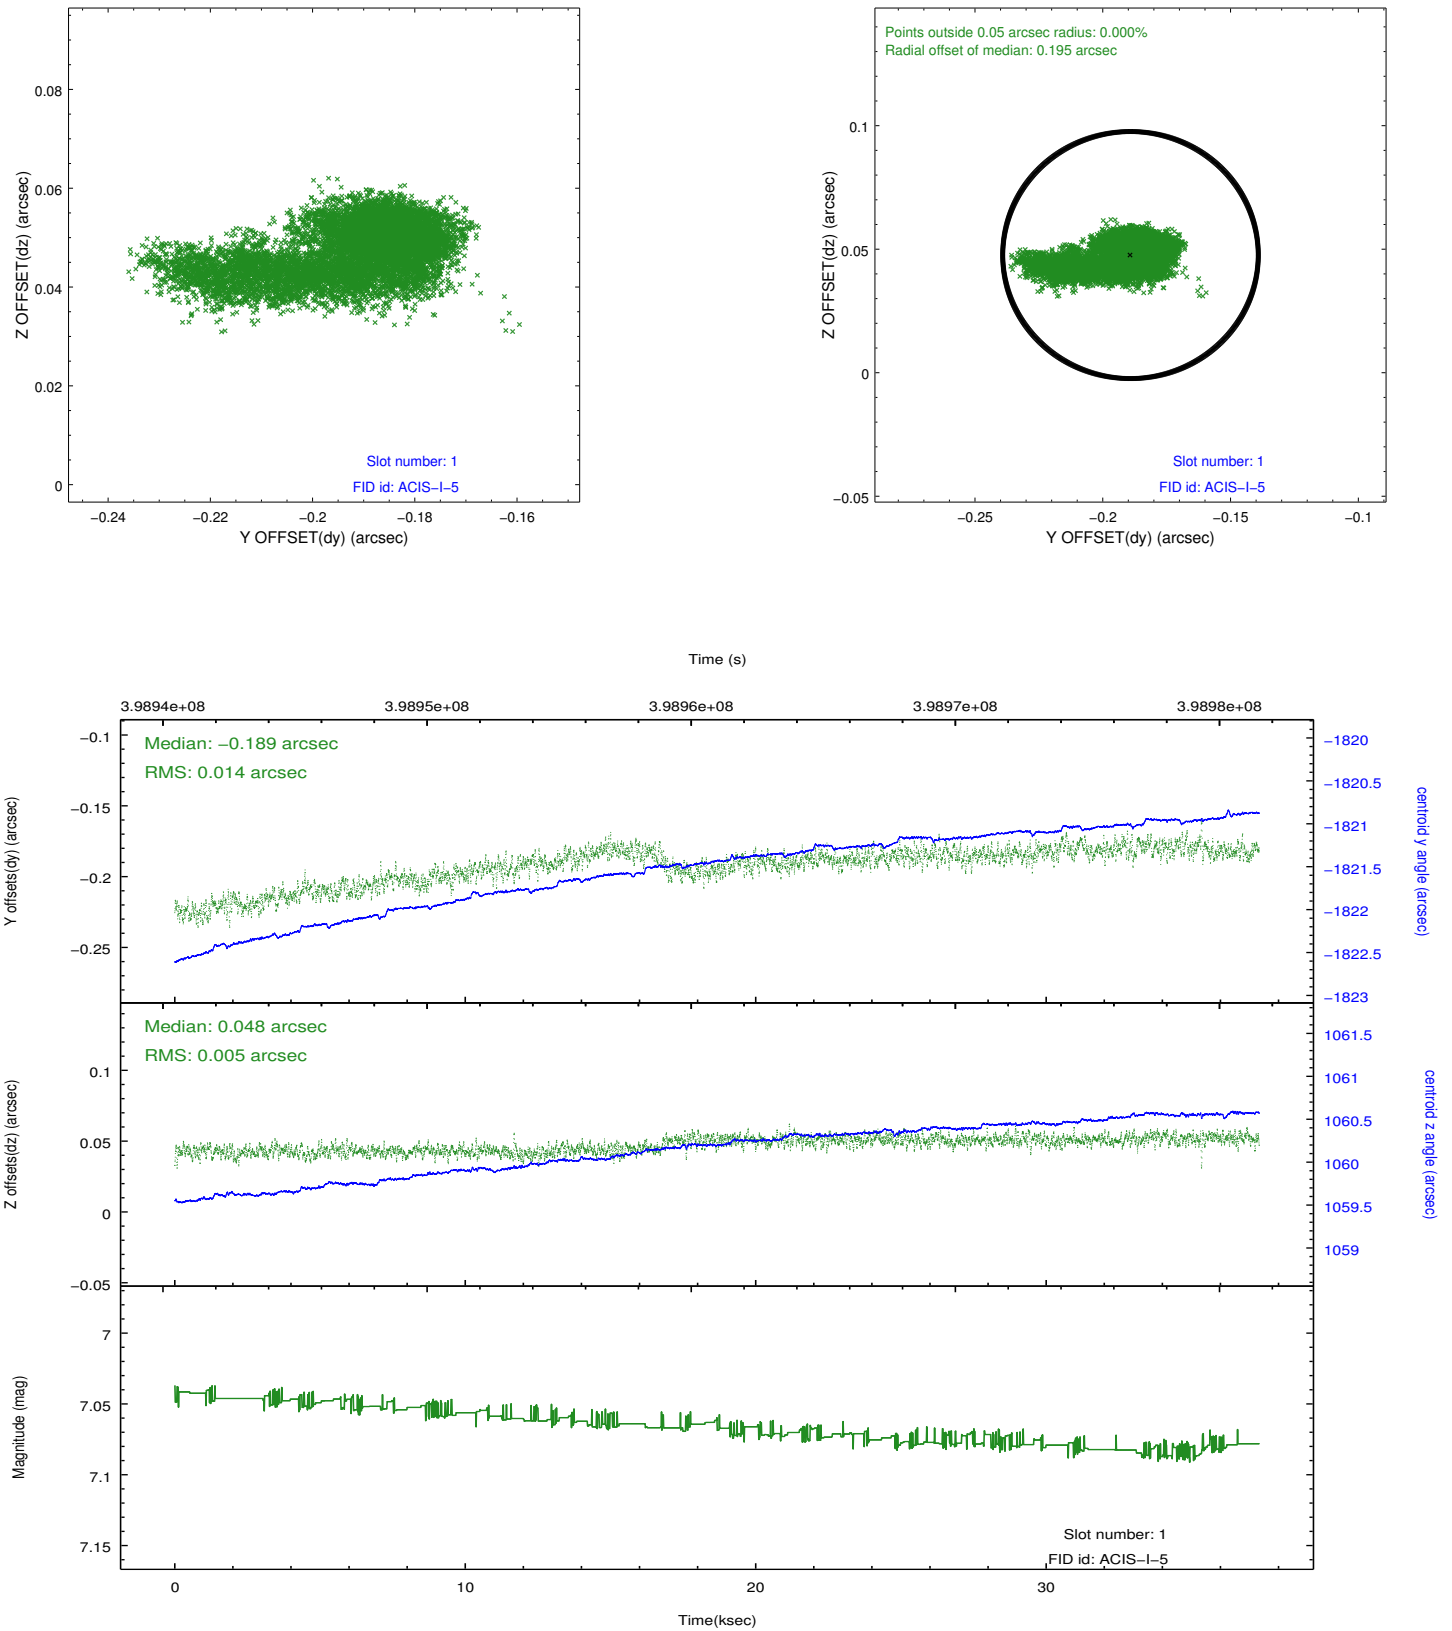 0.08
0.06
0.04
0.02
0
Z OFFSET(dz) (arcsec)
Slot number: 1
FID id: ACIS−I−5
−0.24 −0.22 −0.2 −0.18 −0.16
Y OFFSET(dy) (arcsec)
Points outside 0.05 arcsec radius: 0.000%
Radial offset of median: 0.195 arcsec
0.1
0.05
0
−0.05
Z OFFSET(dz) (arcsec)
Slot number: 1
FID id: ACIS−I−5
−0.25 −0.2 −0.15 −0.1
Y OFFSET(dy) (arcsec)
Time (s)
3.9894e+08 3.9895e+08 3.9896e+08 3.9897e+08 3.9898e+08
Median: −0.189 arcsec
RMS: 0.014 arcsec
−0.1
−0.15
−0.2
−0.25
Y offsets(dy) (arcsec)
−1820
−1820.5
−1821
−1821.5
−1822
−1822.5
−1823
centroid y angle (arcsec)
Median: 0.048 arcsec
RMS: 0.005 arcsec
0.1
0.05
0
−0.05
Z offsets(dz) (arcsec)
1061.5
1061
1060.5
1060
1059.5
1059
centroid z angle (arcsec)
7
7.05
7.1
7.15
Magnitude (mag)
Slot number: 1
FID id: ACIS−I−5
0 10 20 30
Time(ksec)